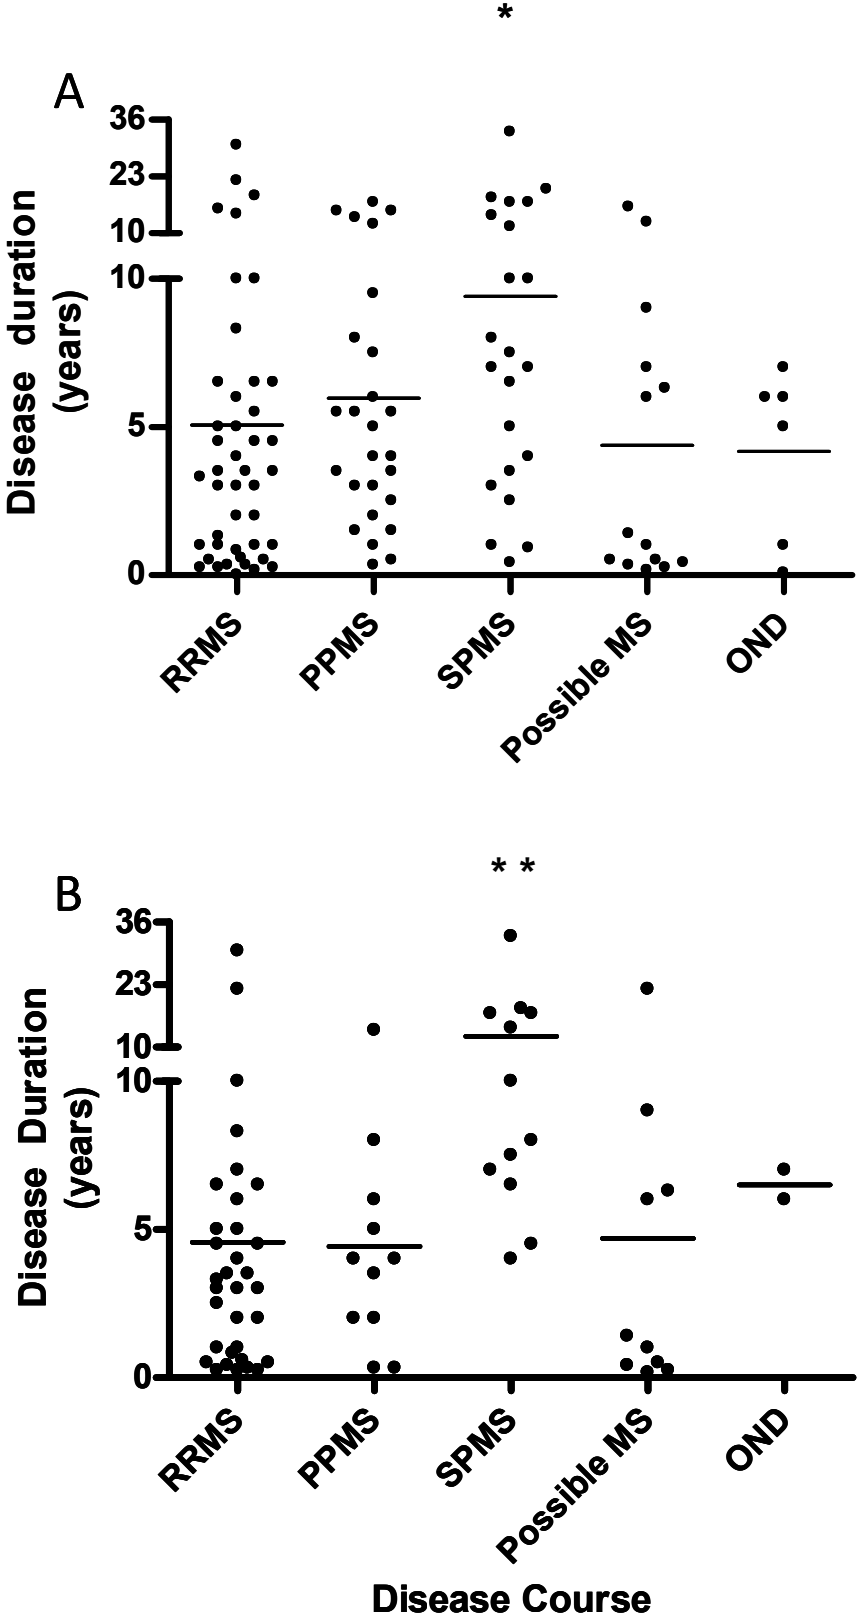 *
A
36
23
10
10
5
0
Disease duration
(years)
RRMS
PPMS
SPMS
Possible MS
OND
* *
B
36
23
10
10
5
0
Disease Duration
(years)
RRMS
PPMS
SPMS
Possible MS
OND
Disease Course